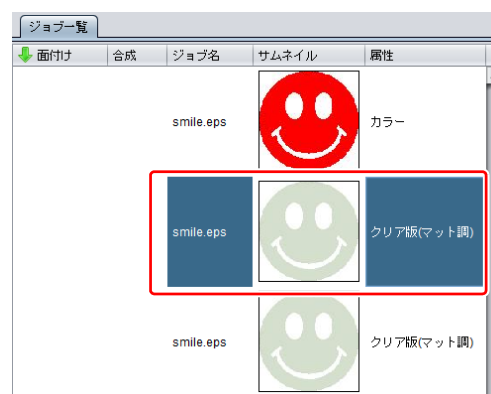 ジョブ一覧
面付け 合成 ジョブ名 サムネイル 属性
smile.eps カラー
smile.eps クリア版(マット調)
smile.eps クリア版(マット調)